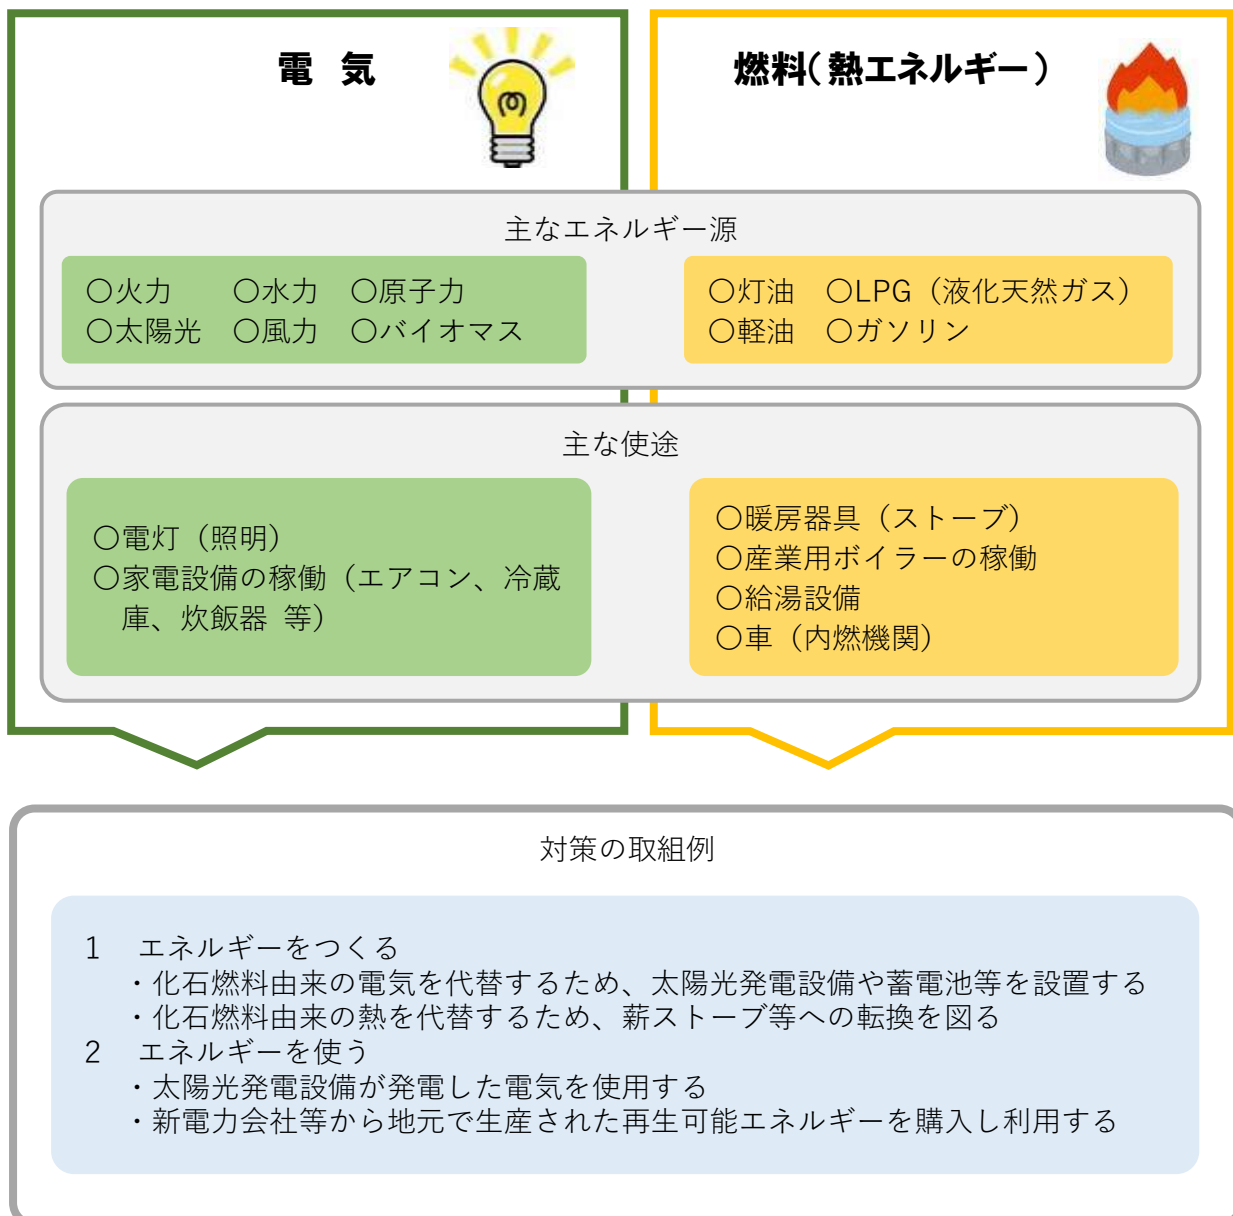 電 気
燃料(熱エネルギー)
主なエネルギー源
〇火力 〇水力 〇原子力
〇太陽光 〇風力 〇バイオマス
〇灯油 〇LPG（液化天然ガス）
〇軽油 〇ガソリン
主な使途
〇電灯（照明）
〇家電設備の稼働（エアコン、冷蔵
庫、炊飯器 等）
〇暖房器具（ストーブ）
〇産業用ボイラーの稼働
〇給湯設備
〇車（内燃機関）
対策の取組例
1 エネルギーをつくる
・化石燃料由来の電気を代替するため、太陽光発電設備や蓄電池等を設置する
・化石燃料由来の熱を代替するため、薪ストーブ等への転換を図る
2 エネルギーを使う
・太陽光発電設備が発電した電気を使用する
・新電力会社等から地元で生産された再生可能エネルギーを購入し利用する